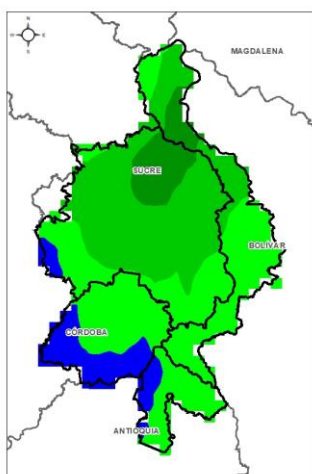 N
W E
S
MAGDALENA
SUCRE
BOLIVAR
CÓRDOBA
ANTIOQUIA